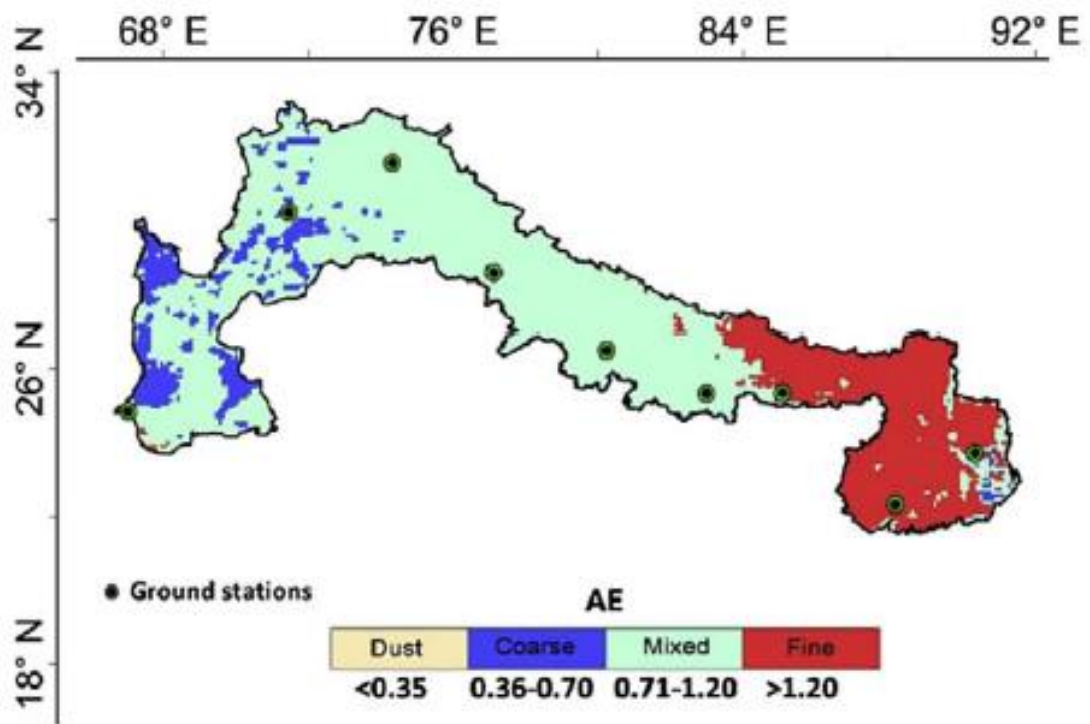 68° E 76° E 84° E 92° E
34° N
26° N
18° N
Ground stations
AE
Dust Coarse Mixed Fine
<0.35 0.36-0.70 0.71-1.20 >1.20